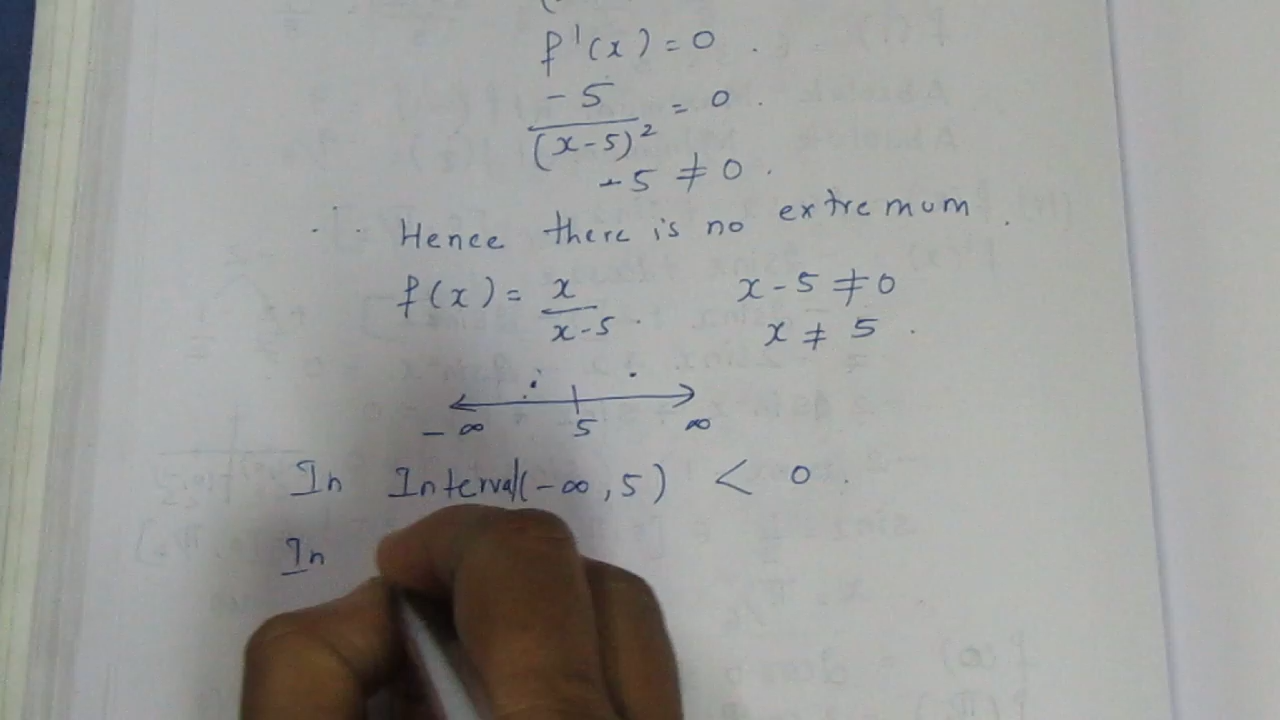 f'(x) = 0 .
-5/(x-5)² = 0 .
-5 ≠ 0 .
Hence there is no extremum .
f(x) = x/(x-5) . x - 5 ≠ 0
x ≠ 5 .
-∞ 5 ∞
In Interval (-∞, 5) < 0 .
In